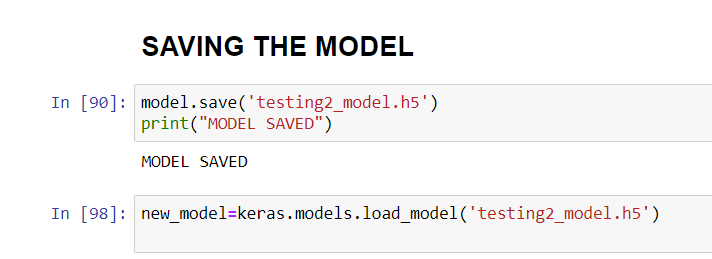 SAVING THE MODEL
In [90]: model.save('testing2_model.h5')
print("MODEL SAVED")
MODEL SAVED
In [98]: new_model=keras.models.load_model('testing2_model.h5')